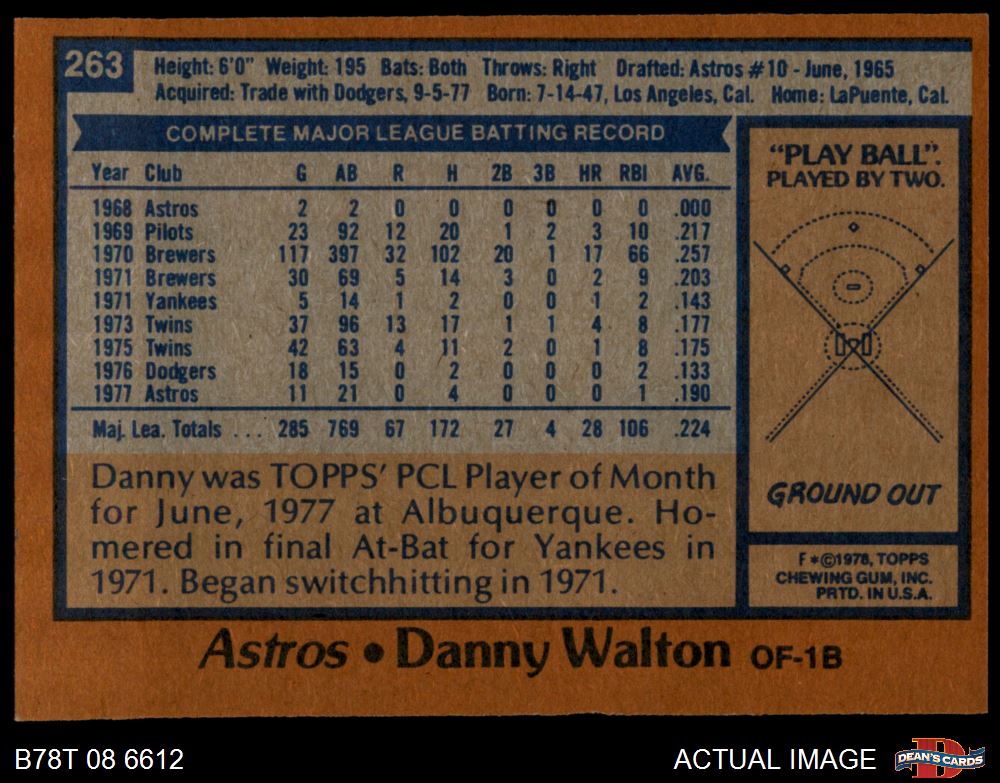 263
Height: 6'0" Weight: 195 Bats: Both Throws: Right Drafted: Astros #10 - June, 1965
Acquired: Trade with Dodgers, 9-5-77 Born: 7-14-47, Los Angeles, Cal. Home: LaPuente, Cal.
COMPLETE MAJOR LEAGUE BATTING RECORD
Year Club G AB R H 2B 3B HR RBI AVG.
1968 Astros 2 2 0 0 0 0 0 0 .000
1969 Pilots 23 92 12 20 1 2 3 10 .217
1970 Brewers 117 397 32 102 20 1 17 66 .257
1971 Brewers 30 69 5 14 3 0 2 9 .203
1971 Yankees 5 14 1 2 0 0 1 2 .143
1973 Twins 37 96 13 17 1 1 4 8 .177
1975 Twins 42 63 4 11 2 0 1 8 .175
1976 Dodgers 18 15 0 2 0 0 0 2 .133
1977 Astros 11 21 0 4 0 0 0 1 .190
Maj. Lea. Totals ... 285 769 67 172 27 4 28 106 .224
Danny was TOPPS' PCL Player of Month
for June, 1977 at Albuquerque. Ho-
mered in final At-Bat for Yankees in
1971. Began switchhitting in 1971.
"PLAY BALL".
PLAYED BY TWO.
GROUND OUT
F*©1978, TOPPS
CHEWING GUM, INC.
PRTD. IN U.S.A.
Astros • Danny Walton OF-1B
B78T 08 6612
ACTUAL IMAGE
D
DEAN'S CARDS